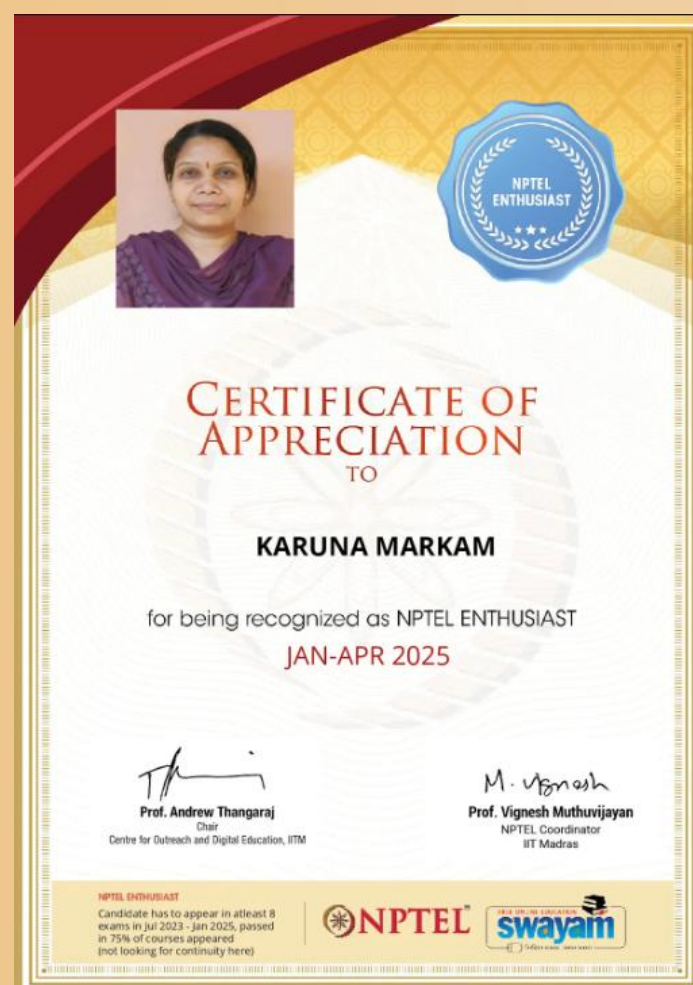 NPTEL
ENTHUSIAST
CERTIFICATE OF
APPRECIATION
TO
KARUNA MARKAM
for being recognized as NPTEL ENTHUSIAST
JAN-APR 2025
M. Vignesh
Prof. Andrew Thangaraj
Chair
Centre for Outreach and Digital Education, IITM
Prof. Vignesh Muthuvijayan
NPTEL Coordinator
IIT Madras
NPTEL ENTHUSIAST
Candidate has to appear in atleast 8
exams in Jul 2023 - Jan 2025, passed
in 75% of courses appeared
(not looking for continuity here)
NPTEL
FREE ONLINE EDUCATION
swayam